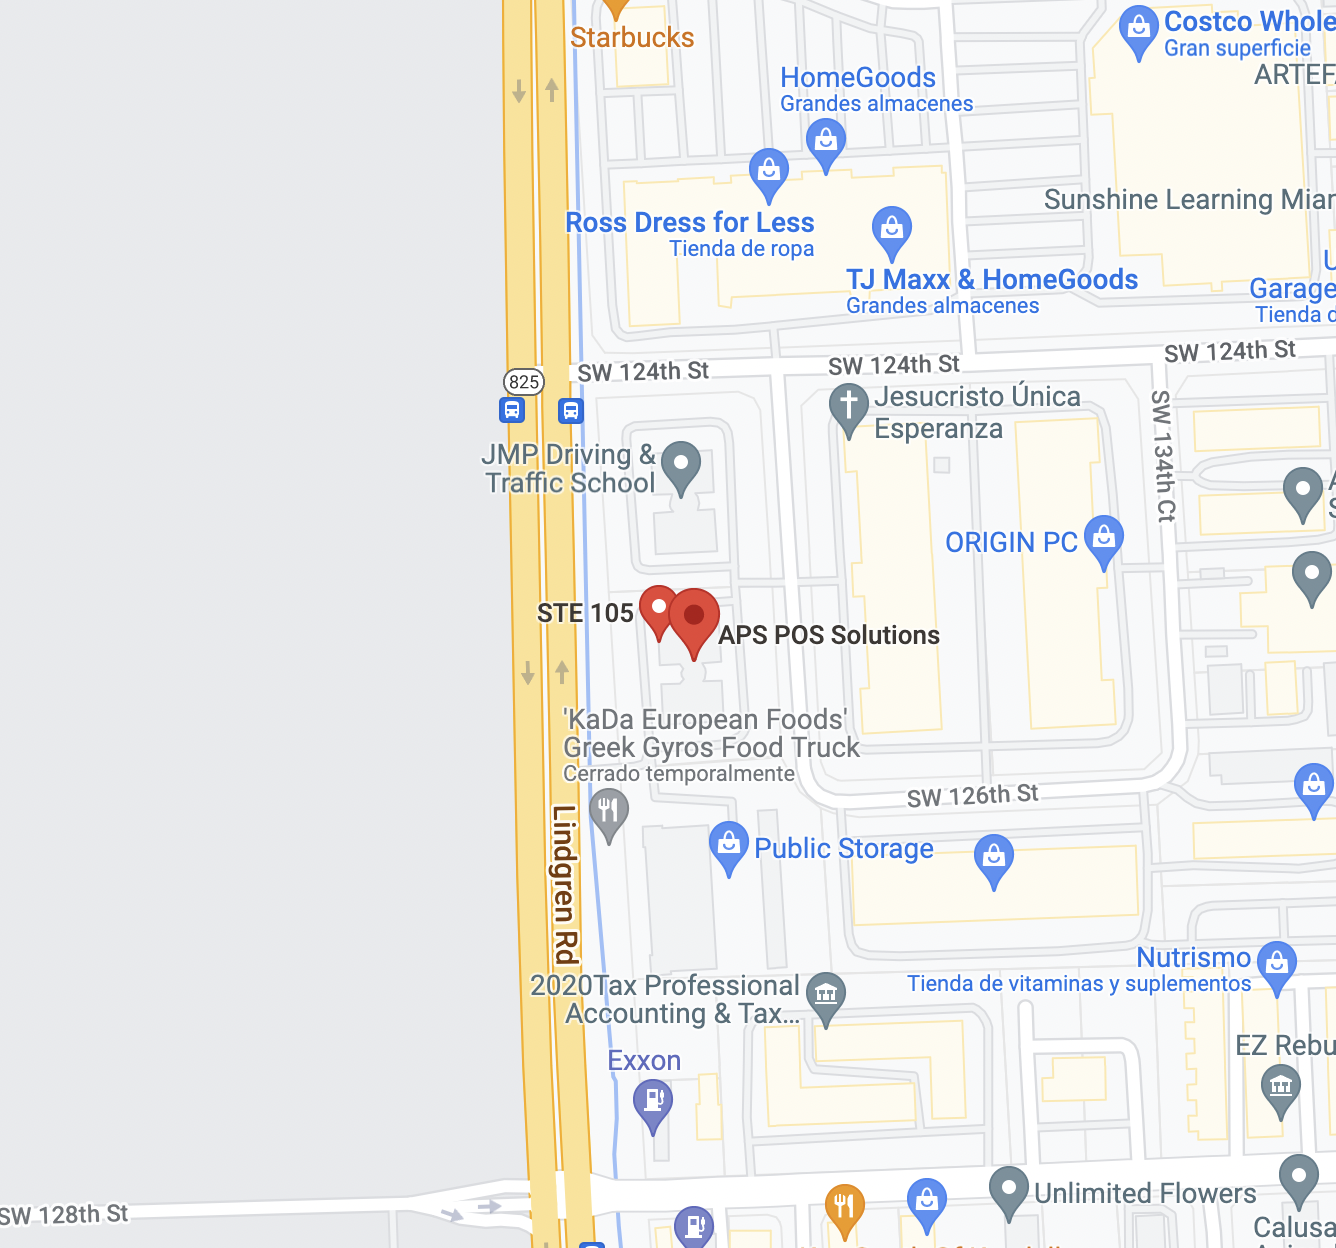 Starbucks
Costco Whole
Gran superficie
ARTEFA
HomeGoods
Grandes almacenes
Sunshine Learning Miar
Ross Dress for Less
Tienda de ropa
TJ Maxx & HomeGoods
Grandes almacenes
Garage
Tienda d
SW 124th St
SW 124th St
SW 124th St
825
Jesucristo Única
Esperanza
SW 134th Ct
JMP Driving &
Traffic School
ORIGIN PC
STE 105
APS POS Solutions
'KaDa European Foods'
Greek Gyros Food Truck
Cerrado temporalmente
SW 126th St
Lindgren Rd
Public Storage
Nutrismo
Tienda de vitaminas y suplementos
2020Tax Professional
Accounting & Tax...
EZ Rebu
Exxon
Unlimited Flowers
SW 128th St
Calusa